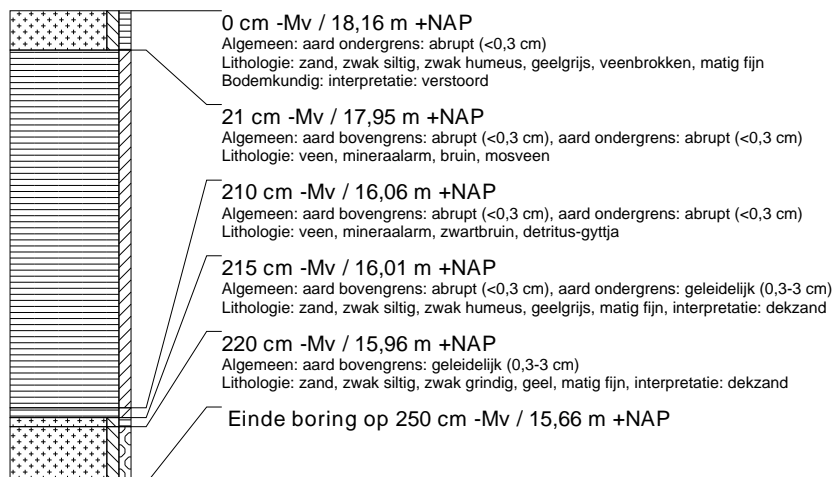 0 cm -Mv / 18,16 m +NAP
Algemeen: aard ondergrens: abrupt (<0,3 cm)
Lithologie: zand, zwak siltig, zwak humeus, geelgrijs, veenbrokken, matig fijn
Bodemkundig: interpretatie: verstoord
21 cm -Mv / 17,95 m +NAP
Algemeen: aard bovengrens: abrupt (<0,3 cm), aard ondergrens: abrupt (<0,3 cm)
Lithologie: veen, mineraalarm, bruin, mosveen
210 cm -Mv / 16,06 m +NAP
Algemeen: aard bovengrens: abrupt (<0,3 cm), aard ondergrens: abrupt (<0,3 cm)
Lithologie: veen, mineraalarm, zwartbruin, detritus-gyttja
215 cm -Mv / 16,01 m +NAP
Algemeen: aard bovengrens: abrupt (<0,3 cm), aard ondergrens: geleidelijk (0,3-3 cm)
Lithologie: zand, zwak siltig, zwak humeus, geelgrijs, matig fijn, interpretatie: dekzand
220 cm -Mv / 15,96 m +NAP
Algemeen: aard bovengrens: geleidelijk (0,3-3 cm)
Lithologie: zand, zwak siltig, zwak grindig, geel, matig fijn, interpretatie: dekzand
Einde boring op 250 cm -Mv / 15,66 m +NAP